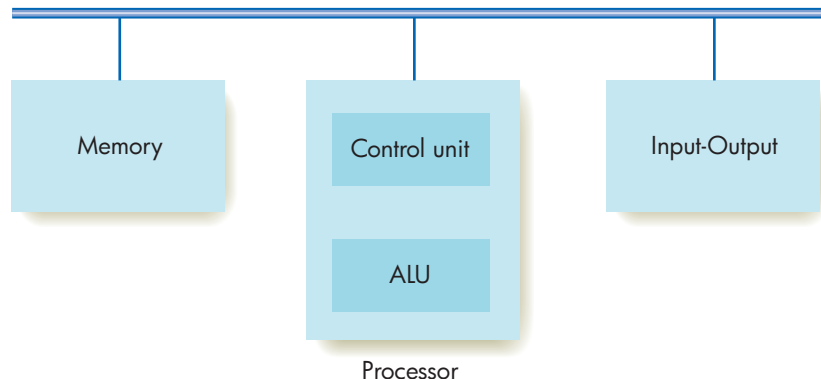 Memory
Control unit
Input-Output
ALU
Processor